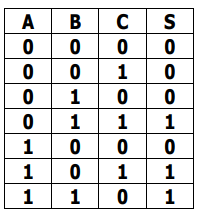 A B C S
0 0 0 0
0 0 1 0
0 1 0 0
0 1 1 1
1 0 0 0
1 0 1 1
1 1 0 1